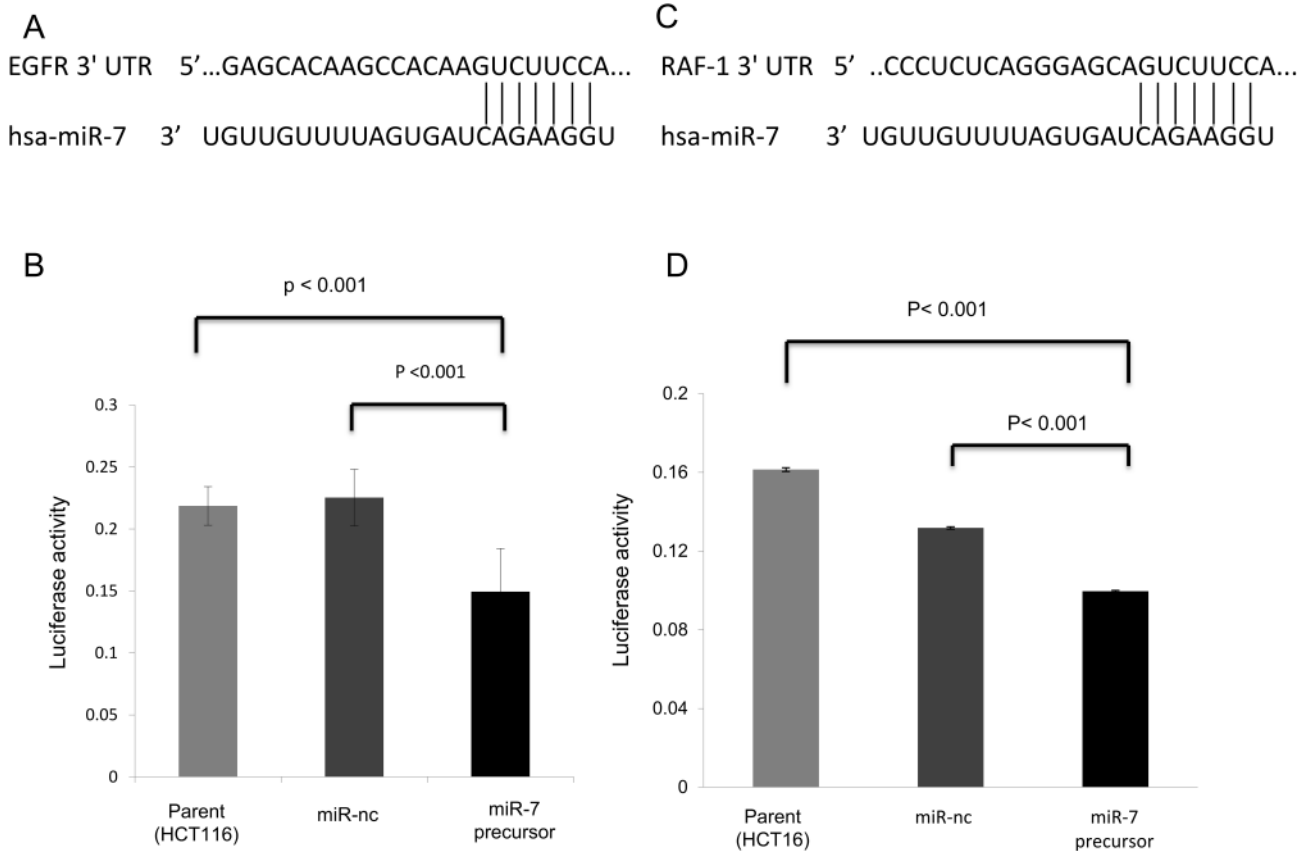 A
EGFR 3' UTR 5’...GAGCACAAGCCACAAGUCUUCCA...
hsa-miR-7 3’ UGUUGUUUUAGUGAUCAGAAGGU
C
RAF-1 3' UTR 5’ ..CCCUCUCAGGGAGCAGUCUUCCA...
hsa-miR-7 3’ UGUUGUUUUAGUGAUCAGAAGGU
B
p < 0.001
P <0.001
0.3
0.25
0.2
0.15
0.1
0.05
0
Luciferase activity
Parent
(HCT116)
miR-nc
miR-7
precursor
D
P< 0.001
P< 0.001
0.2
0.16
0.12
0.08
0.04
0
Luciferase activity
Parent
(HCT16)
miR-nc
miR-7
precursor